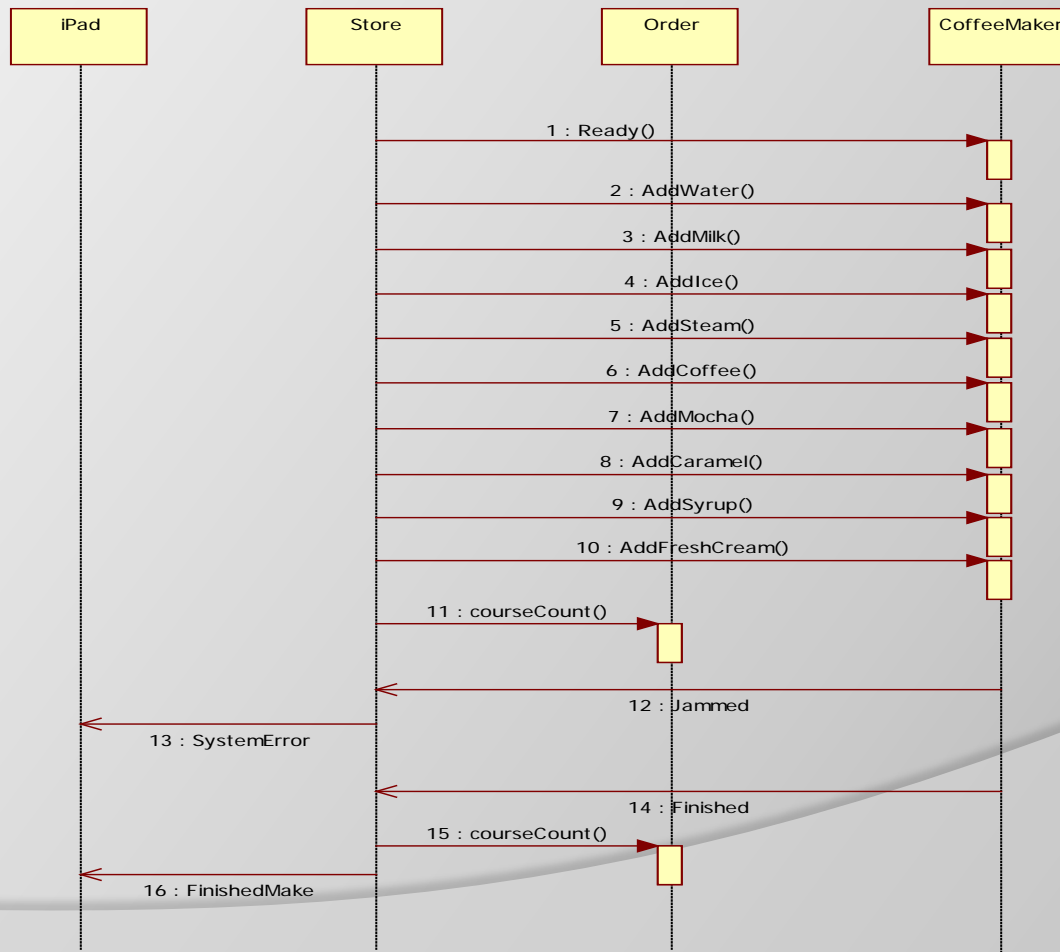 iPad
Store
Order
CoffeeMaker
1 : Ready()
2 : AddWater()
3 : AddMilk()
4 : AddIce()
5 : AddSteam()
6 : AddCoffee()
7 : AddMocha()
8 : AddCaramel()
9 : AddSyrup()
10 : AddFreshCream()
11 : courseCount()
12 : Jammed
13 : SystemError
14 : Finished
15 : courseCount()
16 : FinishedMake